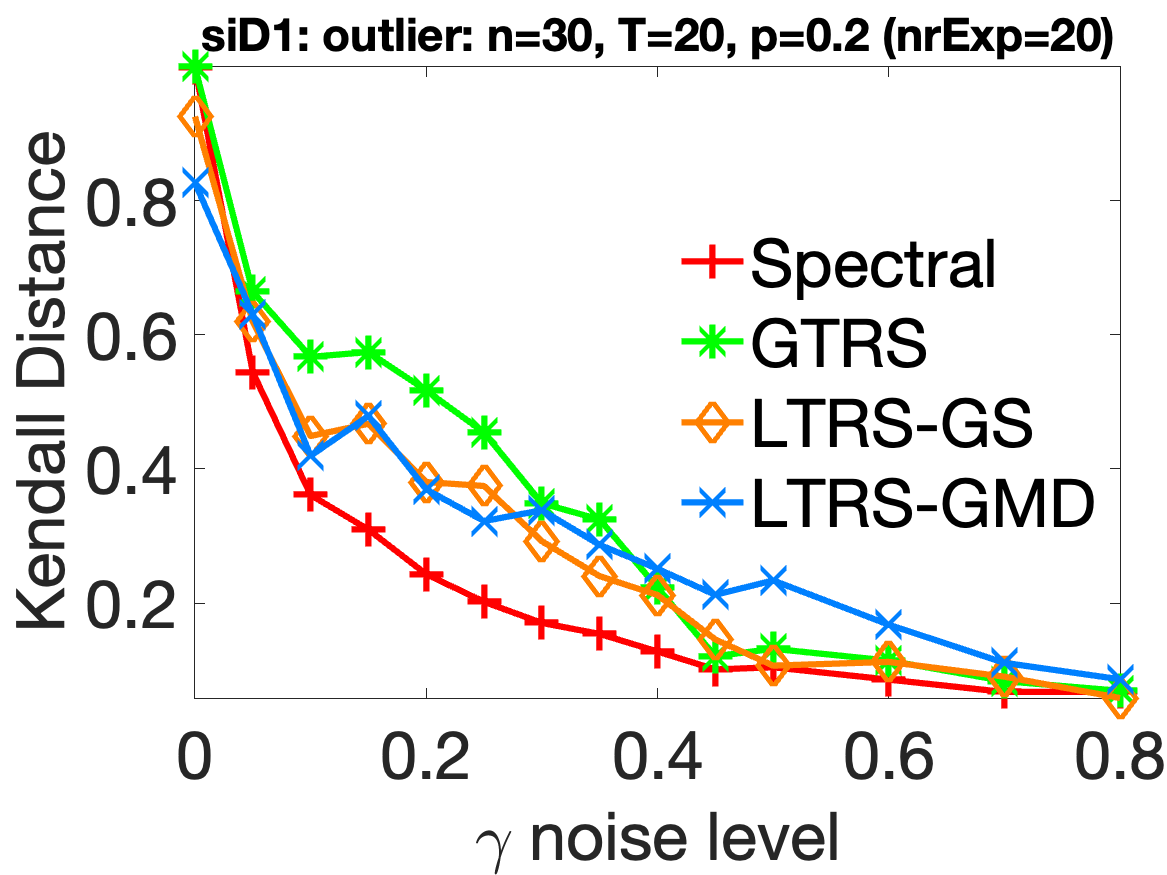 siD1: outlier: n=30, T=20, p=0.2 (nrExp=20)
Kendall Distance
0.8
0.6
0.4
0.2
Spectral
GTRS
LTRS-GS
LTRS-GMD
0 0.2 0.4 0.6 0.8
γ noise level